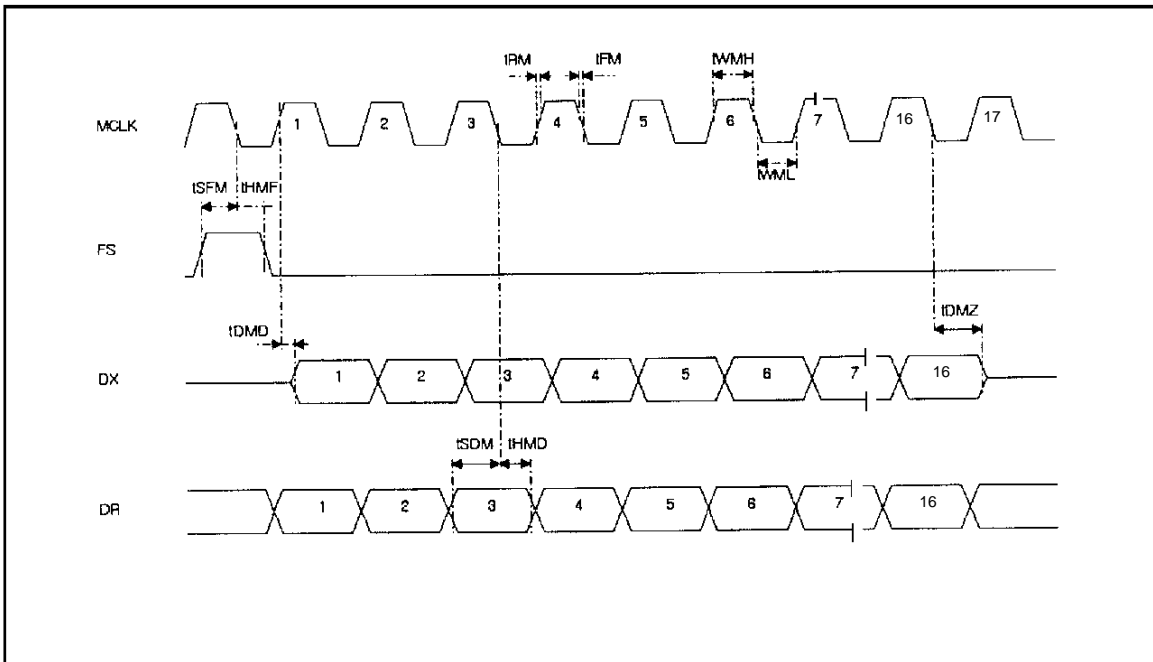 tRM tFM tWMH
MCLK 1 2 3 4 5 6 7 16 17
tWML
tSFM tHMF
FS
tDMD tDMZ
DX 1 2 3 4 5 6 7 16
tSDM tHMD
DR 1 2 3 4 5 6 7 16